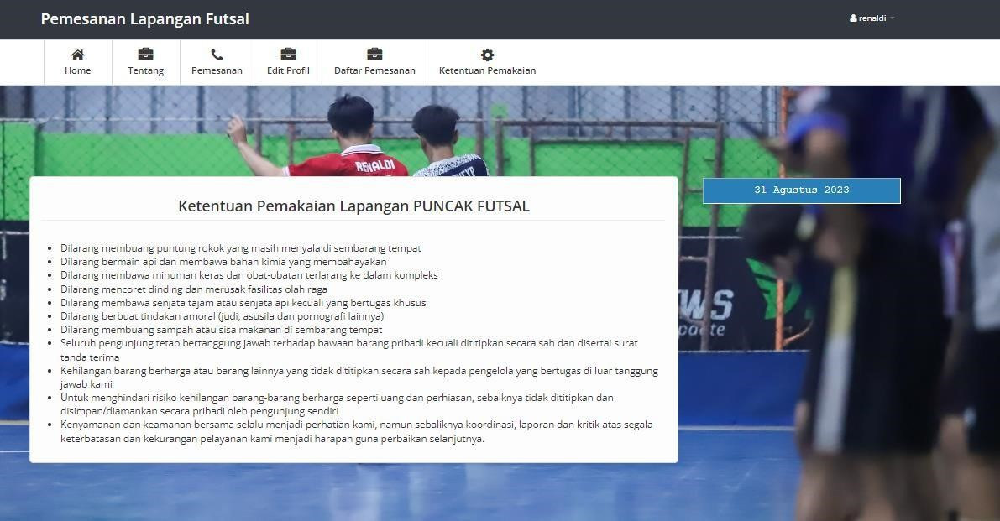 Pemesanan Lapangan Futsal
renaldi
Home
Tentang
Pemesanan
Edit Profil
Daftar Pemesanan
Ketentuan Pemakaian
RENALDI
31 Agustus 2023
Ketentuan Pemakaian Lapangan PUNCAK FUTSAL
Dilarang membuang puntung rokok yang masih menyala di sembarang tempat
Dilarang bermain api dan membawa bahan kimia yang membahayakan
Dilarang membawa minuman keras dan obat-obatan terlarang ke dalam kompleks
Dilarang mencoret dinding dan merusak fasilitas olah raga
Dilarang membawa senjata tajam atau senjata api kecuali yang bertugas khusus
Dilarang berbuat tindakan amoral (judi, asusila dan pornografi lainnya)
Dilarang membuang sampah atau sisa makanan di sembarang tempat
Seluruh pengunjung tetap bertanggung jawab terhadap bawaan barang pribadi kecuali dititipkan secara sah dan disertai surat
tanda terima
Kehilangan barang berharga atau barang lainnya yang tidak dititipkan secara sah kepada pengelola yang bertugas di luar tanggung
jawab kami
Untuk menghindari risiko kehilangan barang-barang berharga seperti uang dan perhiasan, sebaiknya tidak dititipkan dan
disimpan/diamankan secara pribadi oleh pengunjung sendiri
Kenyamanan dan keamanan bersama selalu menjadi perhatian kami, namun sebaliknya koordinasi, laporan dan kritik atas segala
keterbatasan dan kekurangan pelayanan kami menjadi harapan guna perbaikan selanjutnya.